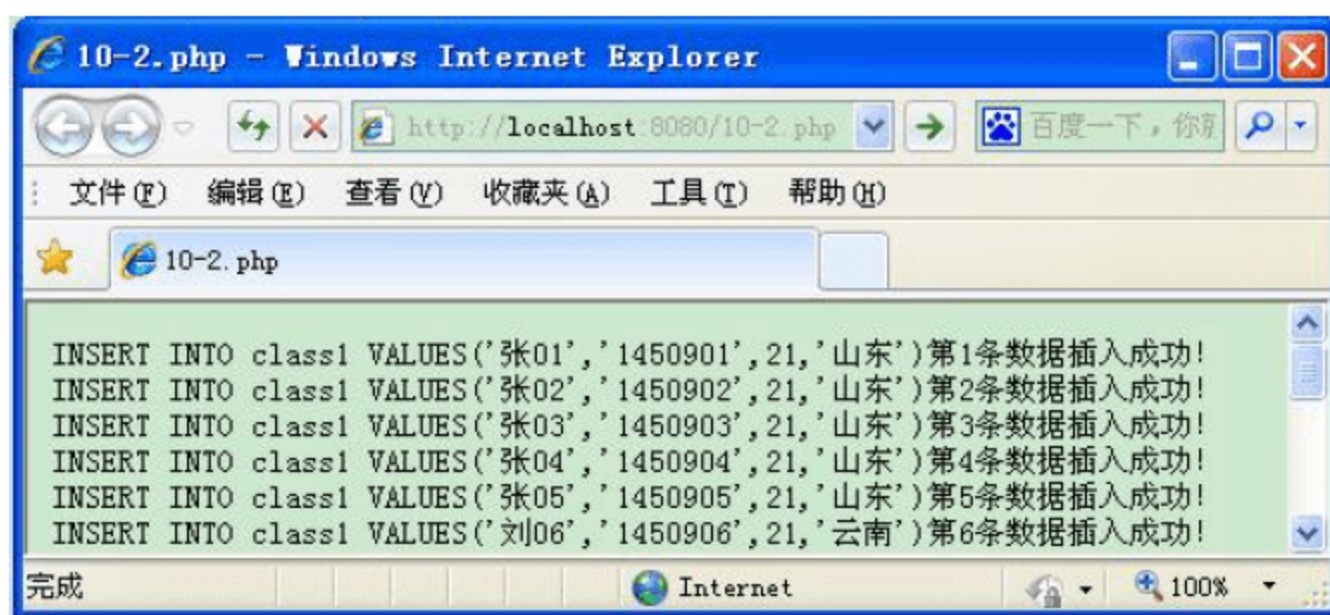 10-2.php - Windows Internet Explorer
http://localhost:8080/10-2.php
百度一下，你
文件(F) 编辑(E) 查看(V) 收藏夹(A) 工具(T) 帮助(H)
10-2.php
INSERT INTO class1 VALUES('张01','1450901',21,'山东')第1条数据插入成功!
INSERT INTO class1 VALUES('张02','1450902',21,'山东')第2条数据插入成功!
INSERT INTO class1 VALUES('张03','1450903',21,'山东')第3条数据插入成功!
INSERT INTO class1 VALUES('张04','1450904',21,'山东')第4条数据插入成功!
INSERT INTO class1 VALUES('张05','1450905',21,'山东')第5条数据插入成功!
INSERT INTO class1 VALUES('刘06','1450906',21,'云南')第6条数据插入成功!
完成 Internet 100%